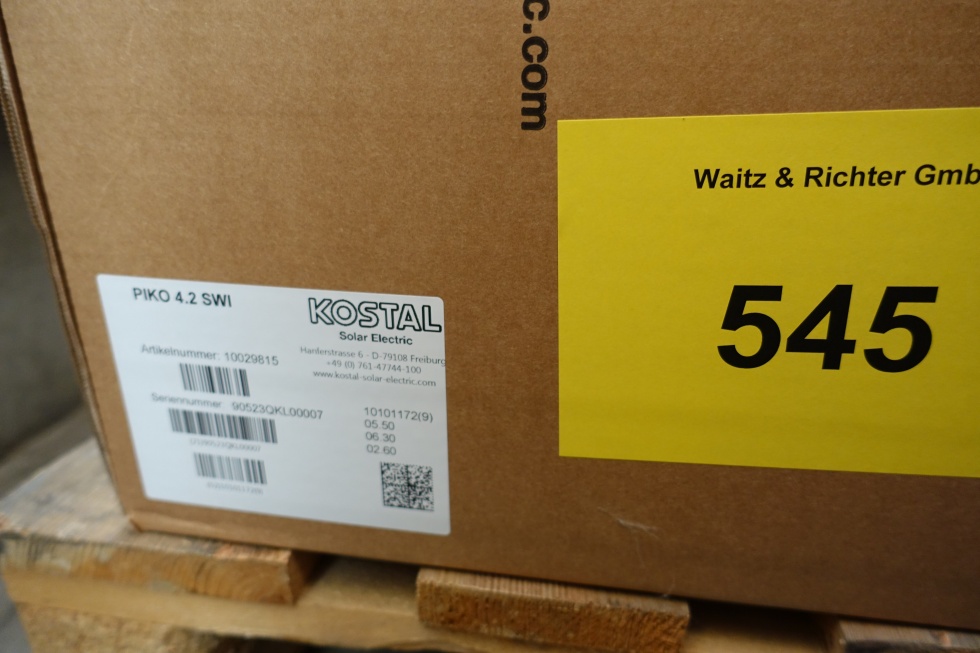 c.com
Waitz & Richter Gmb
545
PIKO 4.2 SWI
KOSTAL
Solar Electric
Hanferstrasse 6 - D-79108 Freiburg
+49 (0) 761-47744-100
www.kostal-solar-electric.com
Artikelnummer: 10029815
Seriennummer 90523QKL00007
10101172(9)
05.50
06.30
02.60